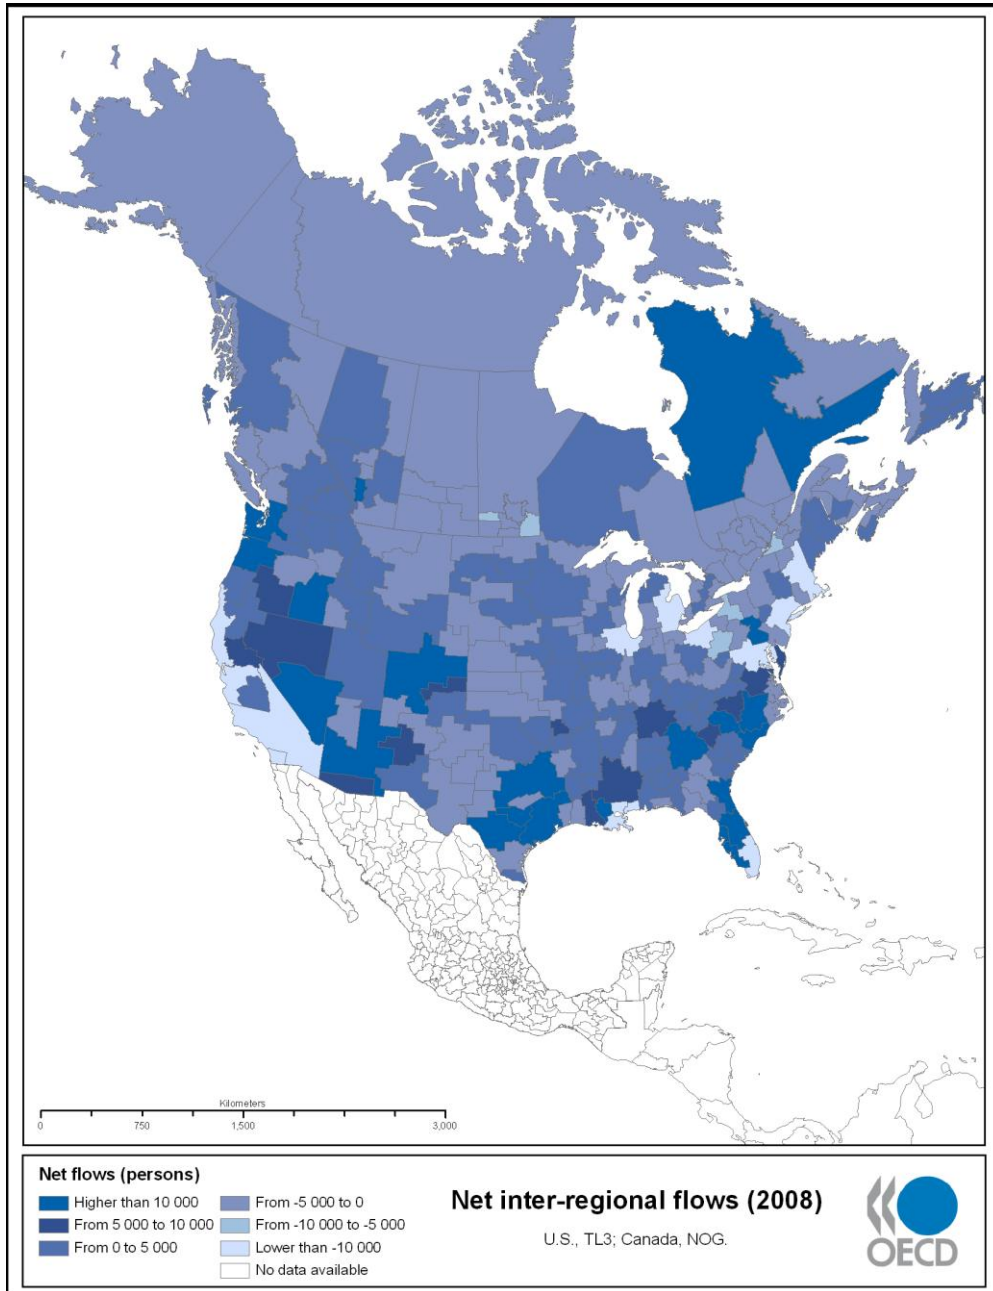 Kilometers
0 750 1,500 3,000
Net flows (persons)
Higher than 10 000
From 5 000 to 10 000
From 0 to 5 000
From -5 000 to 0
From -10 000 to -5 000
Lower than -10 000
No data available
Net inter-regional flows (2008)
U.S., TL3; Canada, NOG.
OECD